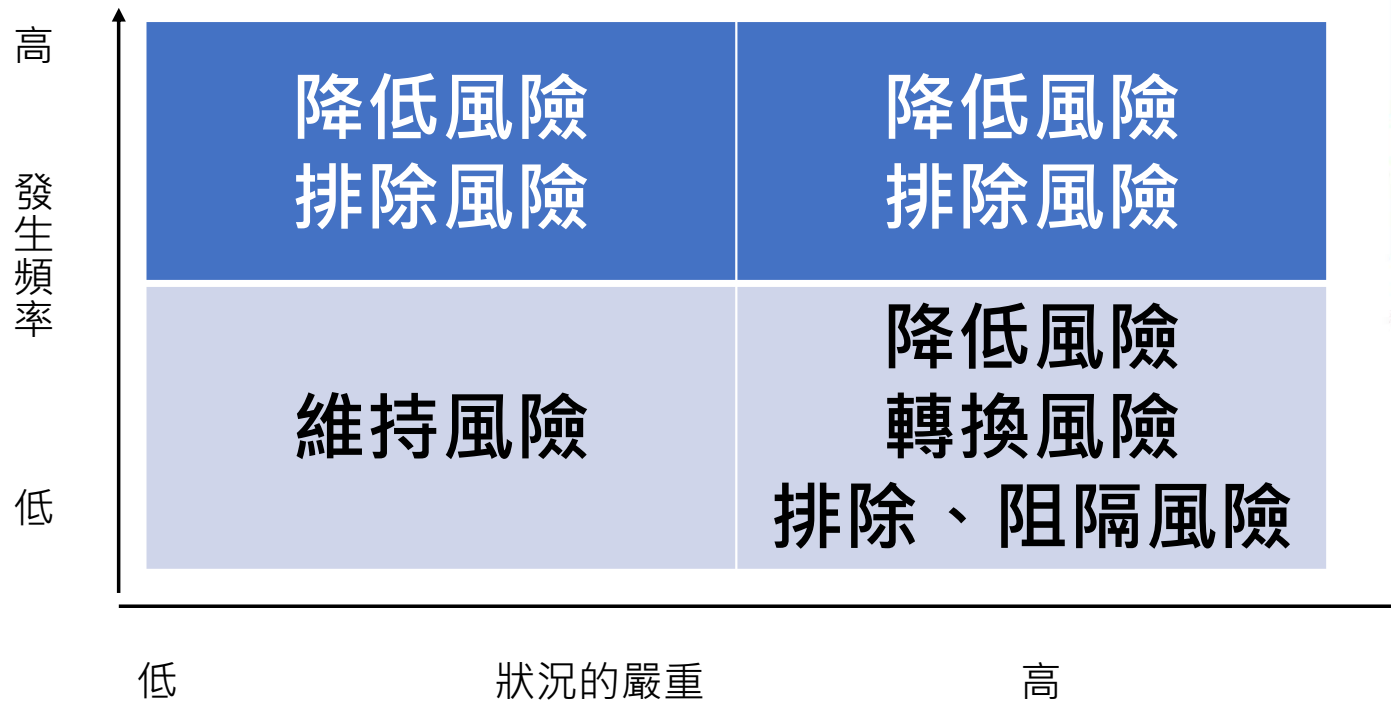 高
發生頻率
低
降低風險
排除風險
降低風險
排除風險
維持風險
降低風險
轉換風險
排除、阻隔風險
低
狀況的嚴重
高